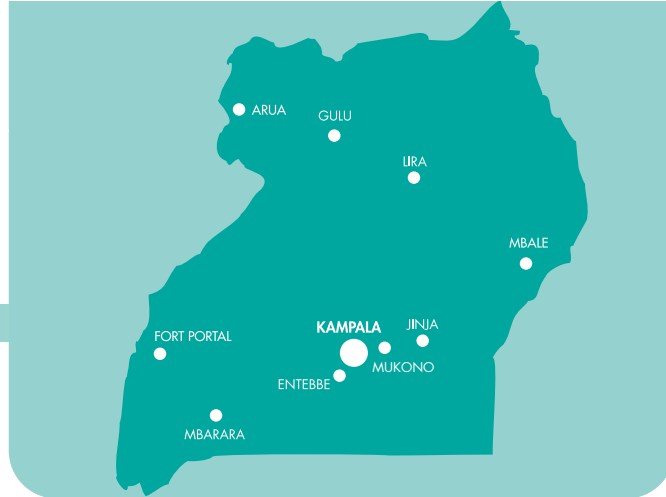 ARUA
GULU
LIRA
MBALE
KAMPALA
JINJA
FORT PORTAL
MUKONO
ENTEBBE
MBARARA